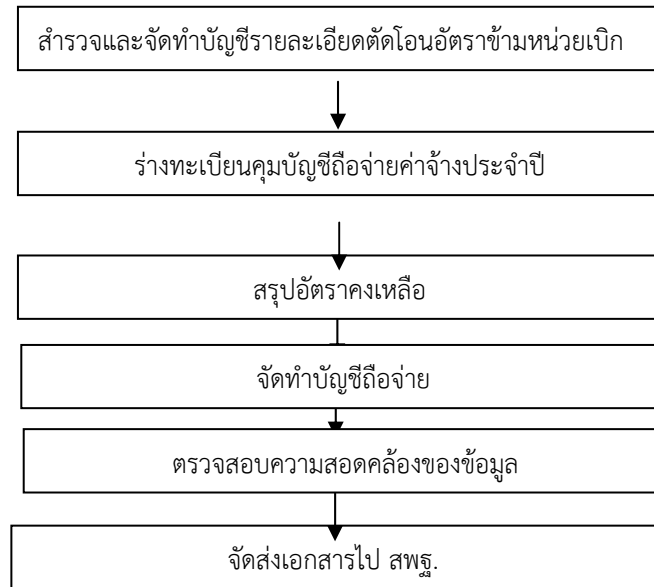 สำรวจและจัดทำบัญชีรายละเอียดตัดโอนอัตราข้ามหน่วยเบิก
ร่างทะเบียนคุมบัญชีถือจ่ายค่าจ้างประจำปี
สรุปอัตราคงเหลือ
จัดทำบัญชีถือจ่าย
ตรวจสอบความสอดคล้องของข้อมูล
จัดส่งเอกสารไป สพฐ.